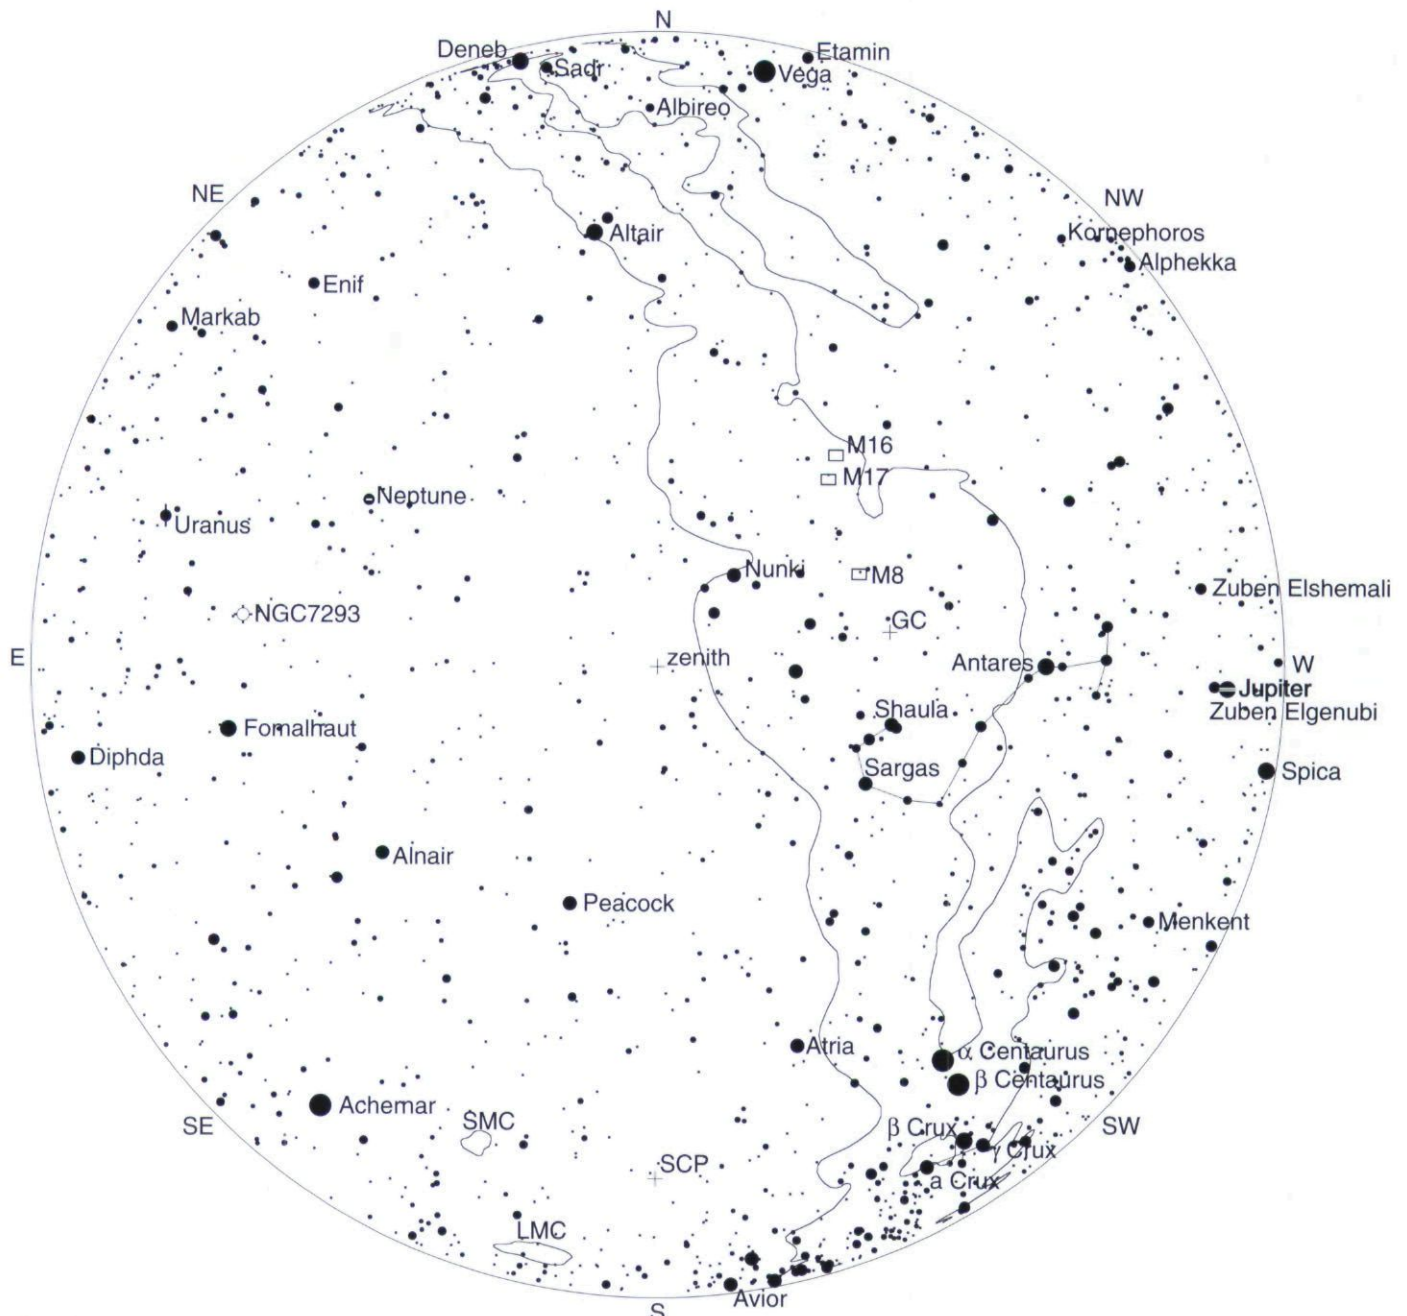 N
Deneb
Etamin
Sadr
Vega
Albireo
NE
NW
Altair
Kornephoros
Alphekka
Enif
Markab
M16
M17
Neptune
Uranus
Nunki
M8
Zuben Elshemali
NGC7293
GC
E
zenith
Antares
W
Jupiter
Shaula
Zuben Elgenubi
Fomalhaut
Diphda
Sargas
Spica
Alnair
Peacock
Menkent
Atria
α Centaurus
β Centaurus
Achemar
SMC
SE
β Crux
SW
γ Crux
SCP
a Crux
LMC
Avior
S